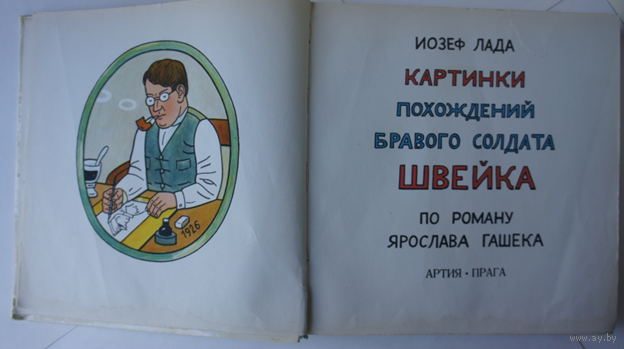 1926
ИОЗЕФ ЛАДА
КАРТИНКИ
ПОХОЖДЕНИЙ
БРАВОГО СОЛДАТА
ШВЕЙКА
ПО РОМАНУ
ЯРОСЛАВА ГАШЕКА
АРТИЯ · ПРАГА
www.ay.by